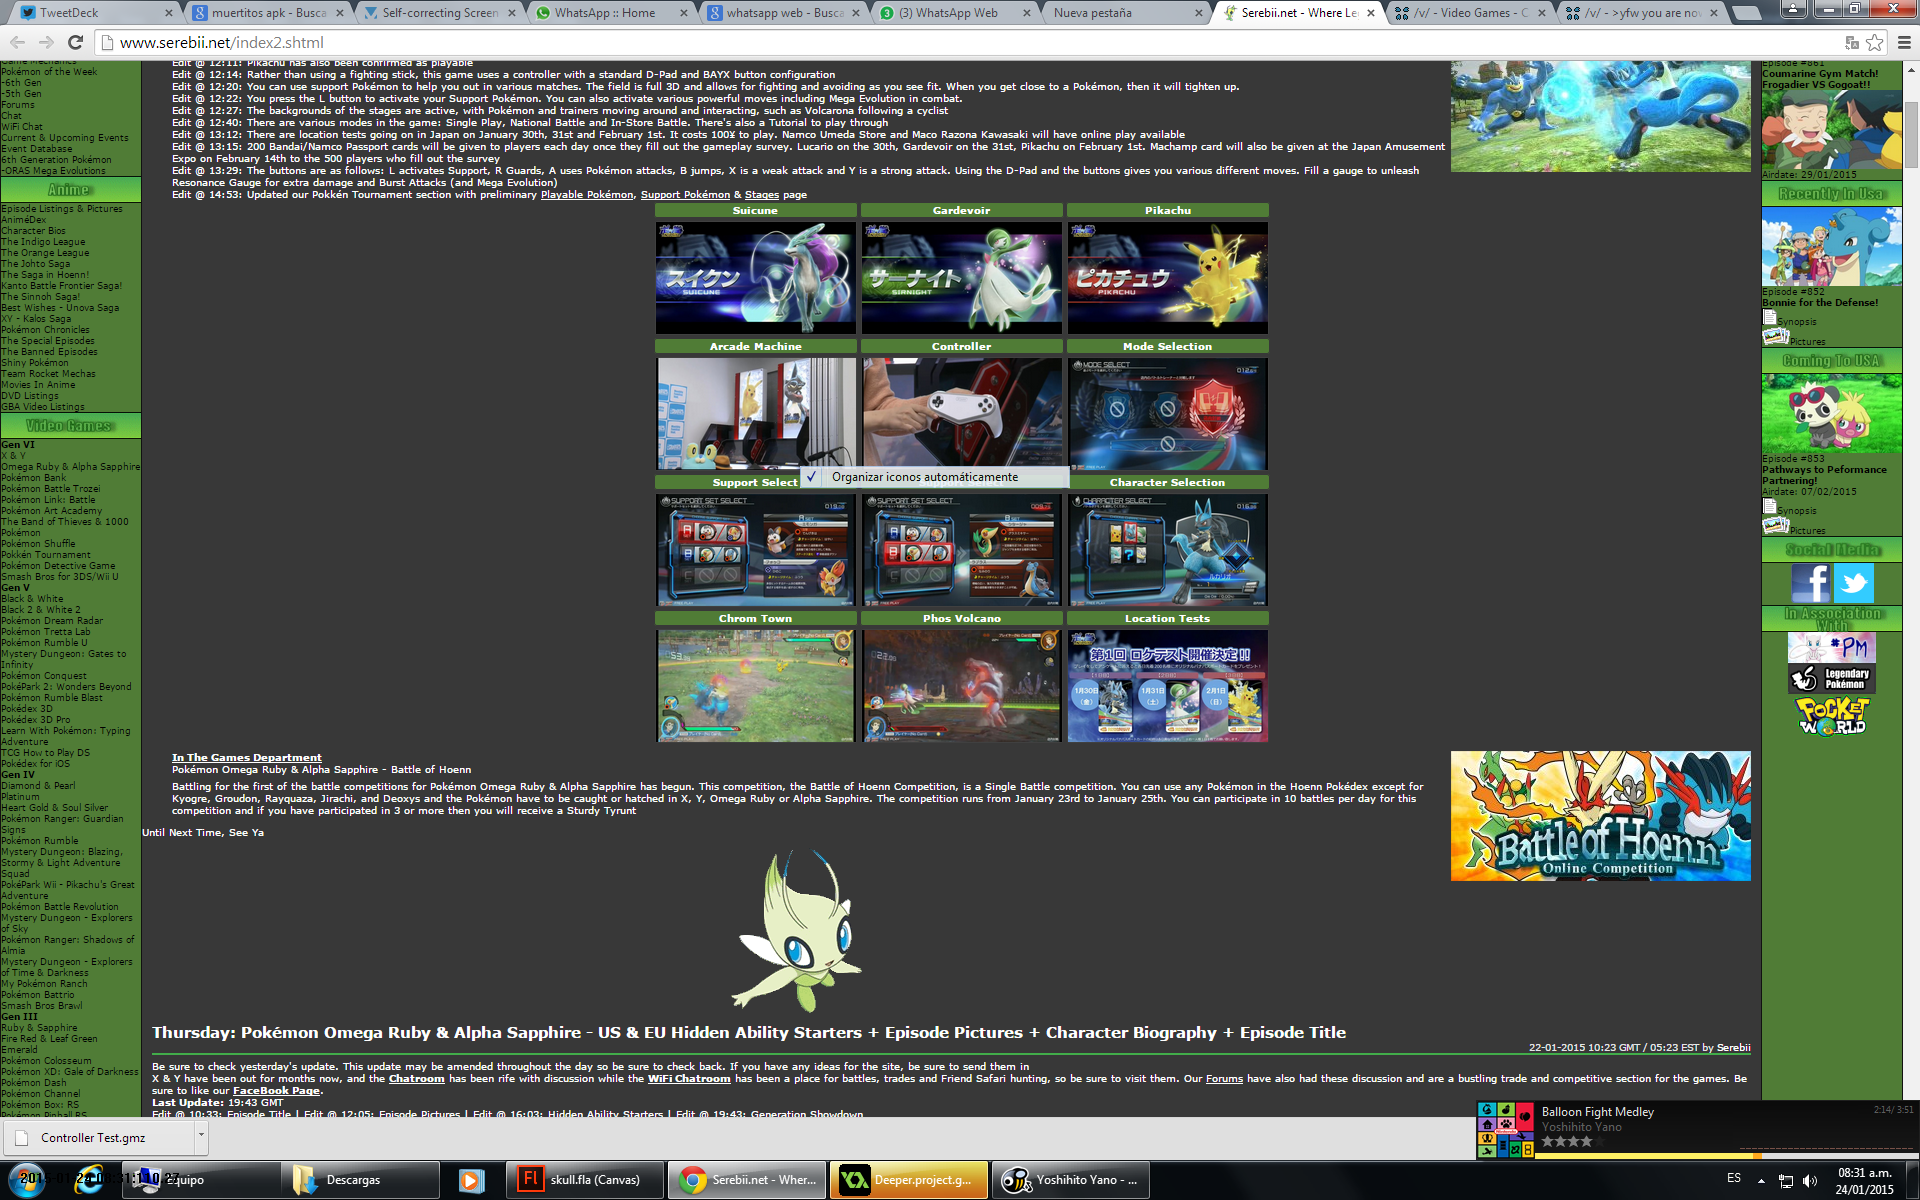 TweetDeck
muertitos apk - Busca
Self-correcting Screen
WhatsApp :: Home
whatsapp web - Busca
(3) WhatsApp Web
Nueva pestaña
Serebii.net - Where Le
/v/ - Video Games - C
/v/ - >yfw you are nov
www.serebii.net/index2.shtml
Game Mechanics
Pokémon of the Week
-6th Gen
-5th Gen
Forums
Chat
WiFi Chat
Current & Upcoming Events
Event Database
6th Generation Pokémon
-ORAS Mega Evolutions
Anime
Episode Listings & Pictures
AniméDex
Character Bios
The Indigo League
The Orange League
The Johto Saga
The Saga in Hoenn!
Kanto Battle Frontier Saga!
The Sinnoh Saga!
Best Wishes - Unova Saga
XY - Kalos Saga
Pokémon Chronicles
The Special Episodes
The Banned Episodes
Shiny Pokémon
Team Rocket Mechas
Movies In Anime
DVD Listings
GBA Video Listings
Video Games
Gen VI
X & Y
Omega Ruby & Alpha Sapphire
Pokémon Bank
Pokémon Battle Trozei
Pokémon Link: Battle
Pokémon Art Academy
The Band of Thieves & 1000
Pokémon
Pokémon Shuffle
Pokkén Tournament
Pokémon Detective Game
Smash Bros for 3DS/Wii U
Gen V
Black & White
Black 2 & White 2
Pokémon Dream Radar
Pokémon Tretta Lab
Pokémon Rumble U
Mystery Dungeon: Gates to
Infinity
Pokémon Conquest
PokéPark 2: Wonders Beyond
Pokémon Rumble Blast
Pokédex 3D
Pokédex 3D Pro
Learn With Pokémon: Typing
Adventure
TCG How to Play DS
Pokédex for iOS
Gen IV
Diamond & Pearl
Platinum
Heart Gold & Soul Silver
Pokémon Ranger: Guardian
Signs
Pokémon Rumble
Mystery Dungeon: Blazing,
Stormy & Light Adventure
Squad
PokéPark Wii - Pikachu's Great
Adventure
Pokémon Battle Revolution
Mystery Dungeon - Explorers
of Sky
Pokémon Ranger: Shadows of
Almia
Mystery Dungeon - Explorers
of Time & Darkness
My Pokémon Ranch
Pokémon Battrio
Smash Bros Brawl
Gen III
Ruby & Sapphire
Fire Red & Leaf Green
Emerald
Pokémon Colosseum
Pokémon XD: Gale of Darkness
Pokémon Dash
Pokémon Channel
Pokémon Box: RS
Pokémon Pinball RS
Edit @ 12:11: Pikachu has also been confirmed as playable
Edit @ 12:14: Rather than using a fighting stick, this game uses a controller with a standard D-Pad and BAYX button configuration
Edit @ 12:20: You can use support Pokémon to help you out in various matches. The field is full 3D and allows for fighting and avoiding as you see fit. When you get close to a Pokémon, then it will tighten up.
Edit @ 12:22: You press the L button to activate your Support Pokémon. You can also activate various powerful moves including Mega Evolution in combat.
Edit @ 12:27: The backgrounds of the stages are active, with Pokémon and trainers moving around and interacting, such as Volcarona following a cyclist
Edit @ 12:40: There are various modes in the game: Single Play, National Battle and In-Store Battle. There's also a Tutorial to play through
Edit @ 13:12: There are location tests going on in Japan on January 30th, 31st and February 1st. It costs 100¥ to play. Namco Umeda Store and Maco Razona Kawasaki will have online play available
Edit @ 13:15: 200 Bandai/Namco Passport cards will be given to players each day once they fill out the gameplay survey. Lucario on the 30th, Gardevoir on the 31st, Pikachu on February 1st. Machamp card will also be given at the Japan Amusement
Expo on February 14th to the 500 players who fill out the survey
Edit @ 13:29: The buttons are as follows: L activates Support, R Guards, A uses Pokémon attacks, B jumps, X is a weak attack and Y is a strong attack. Using the D-Pad and the buttons gives you various different moves. Fill a gauge to unleash
Resonance Gauge for extra damage and Burst Attacks (and Mega Evolution)
Edit @ 14:53: Updated our Pokkén Tournament section with preliminary Playable Pokémon, Support Pokémon & Stages page
Suicune
Gardevoir
Pikachu
スイクン
SUICUNE
サーナイト
SIRNIGHT
ピカチュウ
PIKACHU
Arcade Machine
Controller
Mode Selection
MODE SELECT
✓ Organizar iconos automáticamente
Support Select
Character Selection
SUPPORT SET SELECT
SUPPORT SET SELECT
CHARACTER SELECT
ルカリオ
Chrom Town
Phos Volcano
Location Tests
第1回 ロケテスト開催決定!!
1月30日
(金)
1月31日
(土)
2月1日
(日)
In The Games Department
Pokémon Omega Ruby & Alpha Sapphire - Battle of Hoenn
Battling for the first of the battle competitions for Pokémon Omega Ruby & Alpha Sapphire has begun. This competition, the Battle of Hoenn Competition, is a Single Battle competition. You can use any Pokémon in the Hoenn Pokédex except for
Kyogre, Groudon, Rayquaza, Jirachi, and Deoxys and the Pokémon have to be caught or hatched in X, Y, Omega Ruby or Alpha Sapphire. The competition runs from January 23rd to January 25th. You can participate in 10 battles per day for this
competition and if you have participated in 3 or more then you will receive a Sturdy Tyrunt
Battle of Hoenn
Online Competition
Until Next Time, See Ya
Thursday: Pokémon Omega Ruby & Alpha Sapphire - US & EU Hidden Ability Starters + Episode Pictures + Character Biography + Episode Title
22-01-2015 10:23 GMT / 05:23 EST by Serebii
Be sure to check yesterday's update. This update may be amended throughout the day so be sure to check back. If you have any ideas for the site, be sure to send them in
X & Y have been out for months now, and the Chatroom has been rife with discussion while the WiFi Chatroom has been a place for battles, trades and Friend Safari hunting, so be sure to visit them. Our Forums have also had these discussion and are a bustling trade and competitive section for the games. Be
sure to like our FaceBook Page.
Last Update: 19:43 GMT
Edit @ 10:33: Episode Title | Edit @ 12:05: Episode Pictures | Edit @ 16:03: Hidden Ability Starters | Edit @ 19:43: Generation Showdown
Episode #861
Coumarine Gym Match!
Frogadier VS Gogoat!!
Airdate: 29/01/2015
Recently In Usa
Episode #852
Bonnie for the Defense!
Synopsis
Pictures
Coming To USA
Episode #853
Pathways to Peformance
Partnering!
Airdate: 07/02/2015
Synopsis
Pictures
Social Media
In Association
With
#PM
Legendary
Pokémon
POCKET
WORLD
Balloon Fight Medley
2:14/ 3:51
Yoshihito Yano
Controller Test.gmz
Equipo
Descargas
skull.fla (Canvas)
Serebii.net - Wher...
Deeper.project.g...
Yoshihito Yano - ...
ES
08:31 a.m.
24/01/2015